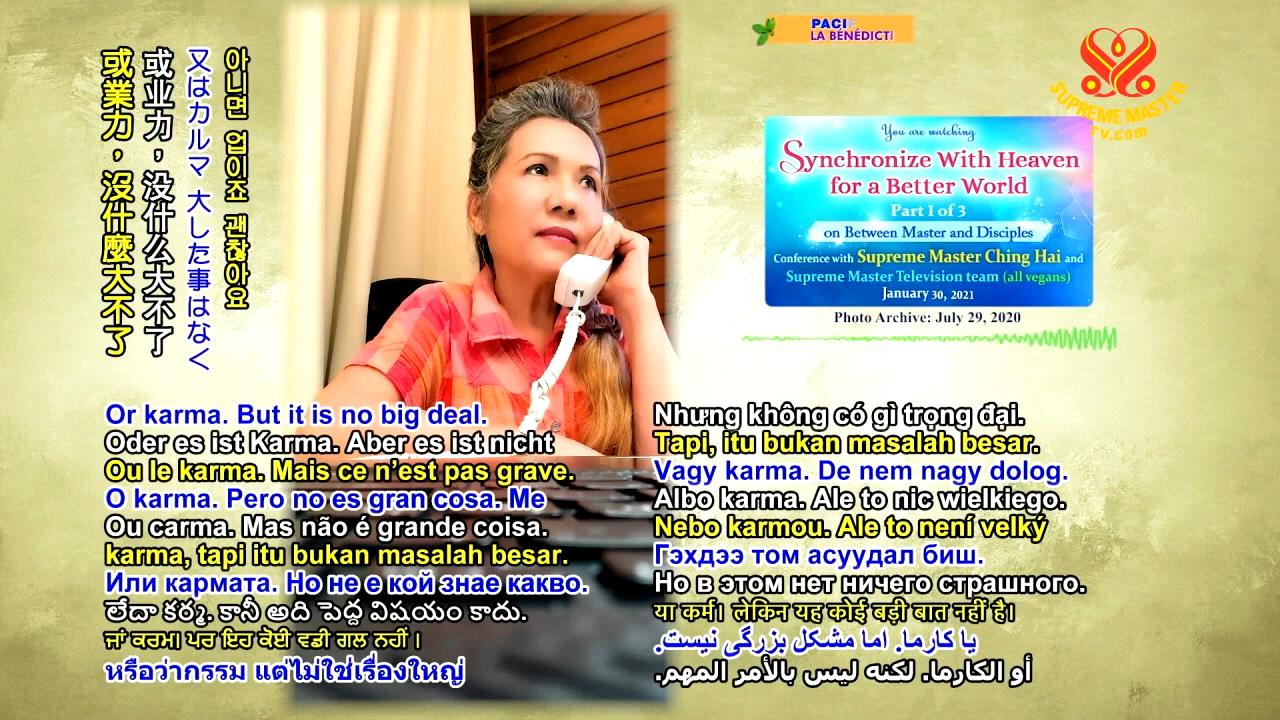 아니면 업이죠 괜찮아요
又はカルマ 大した事はなく
或业力，没什么大不了
或業力，沒什麼大不了
PACI
LA BÉNÉDICTI
SUPREME MASTER
TV.com
You are watching
Synchronize With Heaven
for a Better World
Part 1 of 3
on Between Master and Disciples
Conference with Supreme Master Ching Hai and
Supreme Master Television team (all vegans)
January 30, 2021
Photo Archive: July 29, 2020
Or karma. But it is no big deal.
Oder es ist Karma. Aber es ist nicht
Ou le karma. Mais ce n’est pas grave.
O karma. Pero no es gran cosa. Me
Ou carma. Mas não é grande coisa.
karma, tapi itu bukan masalah besar.
Или кармата. Но не е кой знае какво.
లేదా కర్మ. కానీ అది పెద్ద విషయం కాదు.
ਜਾਂ ਕਰਮ। ਪਰ ਇਹ ਕੋਈ ਵਡੀ ਗਲ ਨਹੀਂ।
หรือว่ากรรม แต่ไม่ใช่เรื่องใหญ่
Nhưng không có gì trọng đại.
Tapi, itu bukan masalah besar.
Vagy karma. De nem nagy dolog.
Albo karma. Ale to nic wielkiego.
Nebo karmou. Ale to není velký
Гэхдээ том асуудал биш.
Но в этом нет ничего страшного.
या कर्म। लेकिन यह कोई बड़ी बात नहीं है।
یا کارما. اما مشکل بزرگی نیست.
أو الكارما. لكنه ليس بالأمر المهم.